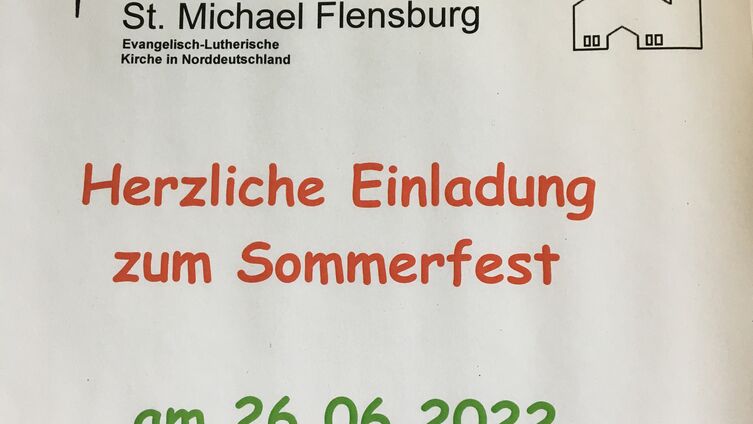 St. Michael Flensburg
Evangelisch-Lutherische
Kirche in Norddeutschland
Herzliche Einladung
zum Sommerfest
am 26.06.2022